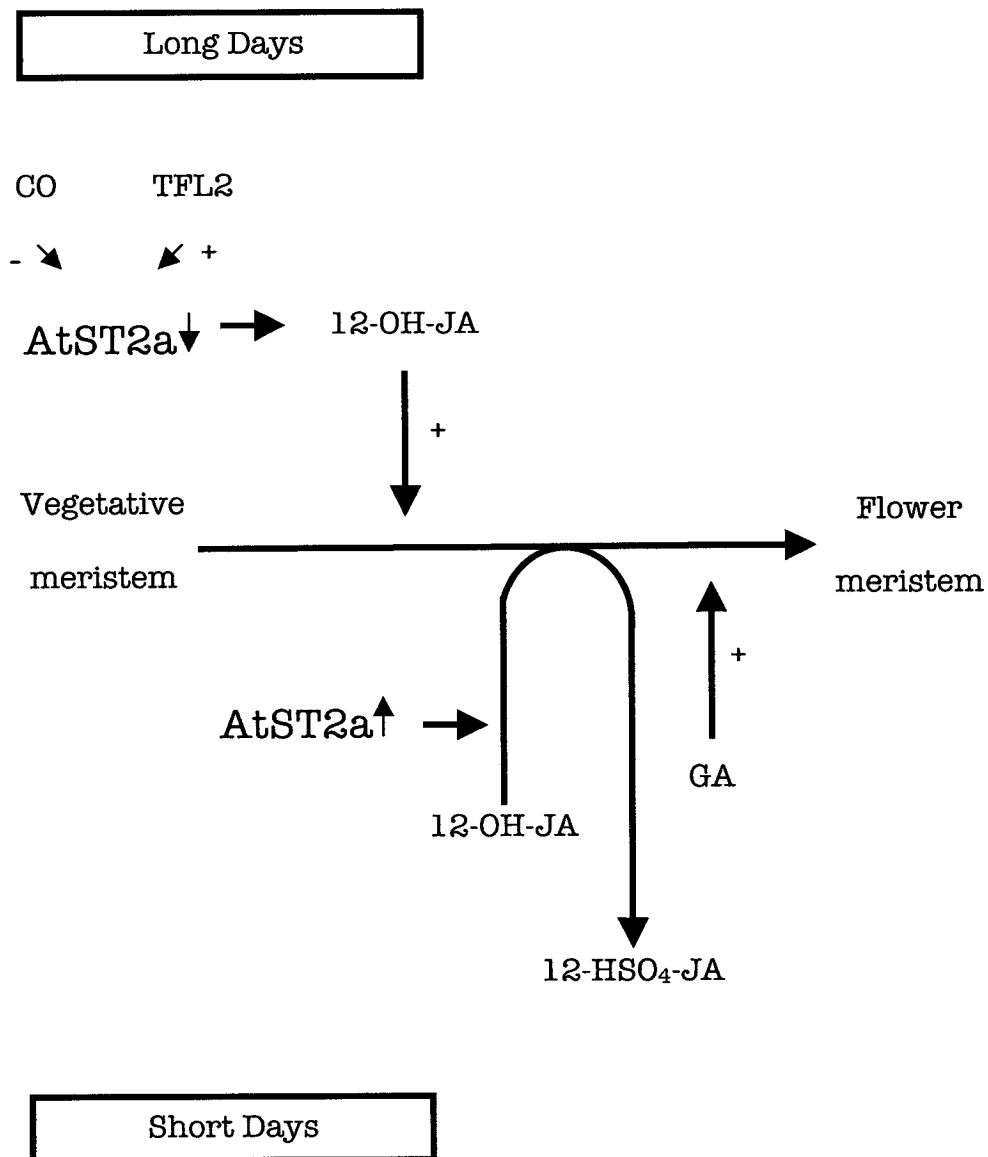 Long Days
CO TFL2
- +
AtST2a 12-OH-JA
+
Vegetative Flower
meristem meristem
+
AtST2a
GA
12-OH-JA
12-HSO₄-JA
Short Days